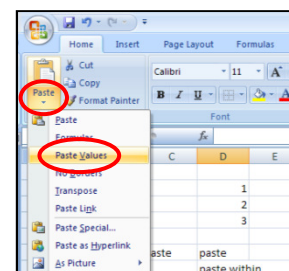 Home Insert Page Layout Formulas
Cut
Copy
Format Painter
Paste
Calibri 11 A
B I U A
Font
Paste
Formulas
fx
Paste Values
C D E
No Borders
Transpose
1
Paste Link
2
Paste Special...
3
Paste as Hyperlink
aste paste
As Picture
paste within